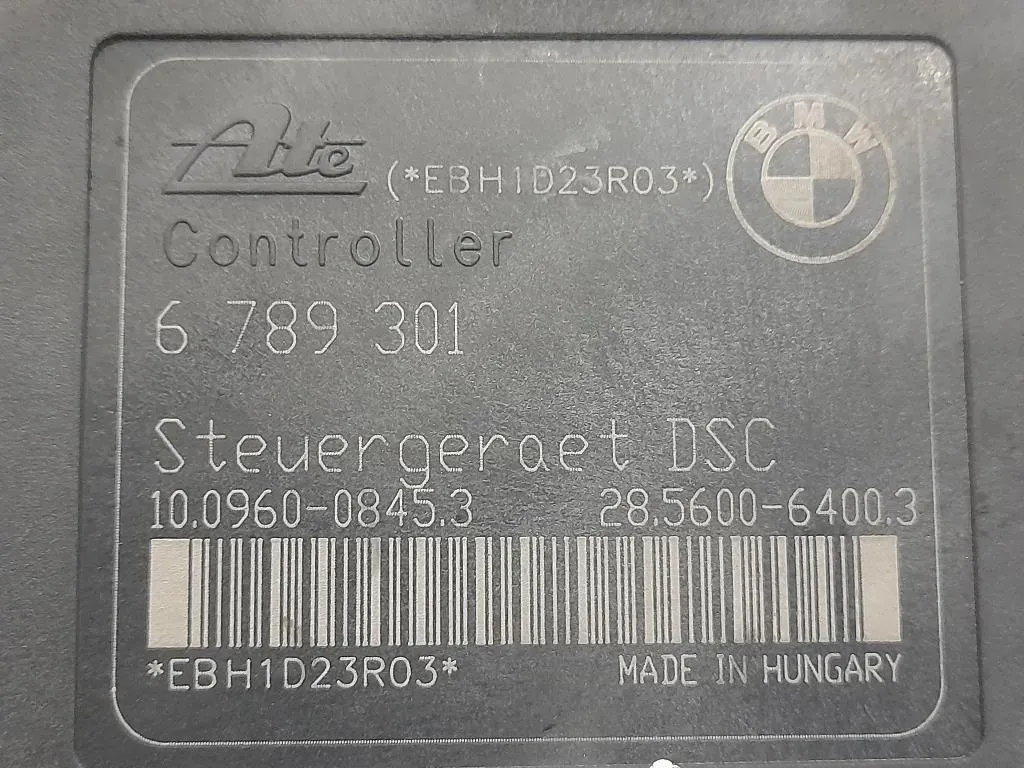 Ate (*EBH1D23R03*)
BMW
Controller
6 789 301
Steuergeraet DSC
10.0960-0845.3 28.5600-6400.3
*EBH1D23R03* MADE IN HUNGARY